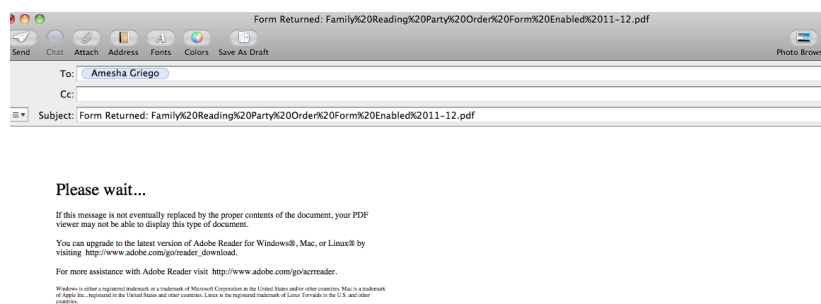 Form Returned: Family%20Reading%20Party%20Order%20Form%20Enabled%2011-12.pdf
Send Chat Attach Address Fonts Colors Save As Draft Photo Brows
To: Amesha Griego
Cc:
Subject: Form Returned: Family%20Reading%20Party%20Order%20Form%20Enabled%2011-12.pdf
Please wait...
If this message is not eventually replaced by the proper contents of the document, your PDF
viewer may not be able to display this type of document.
You can upgrade to the latest version of Adobe Reader for Windows®, Mac, or Linux® by
visiting http://www.adobe.com/go/reader_download.
For more assistance with Adobe Reader visit http://www.adobe.com/go/acrreader.
Windows is either a registered trademark or a trademark of Microsoft Corporation in the United States and/or other countries. Mac is a trademark
of Apple Inc., registered in the United States and other countries. Linux is the registered trademark of Linus Torvalds in the U.S. and other
countries.